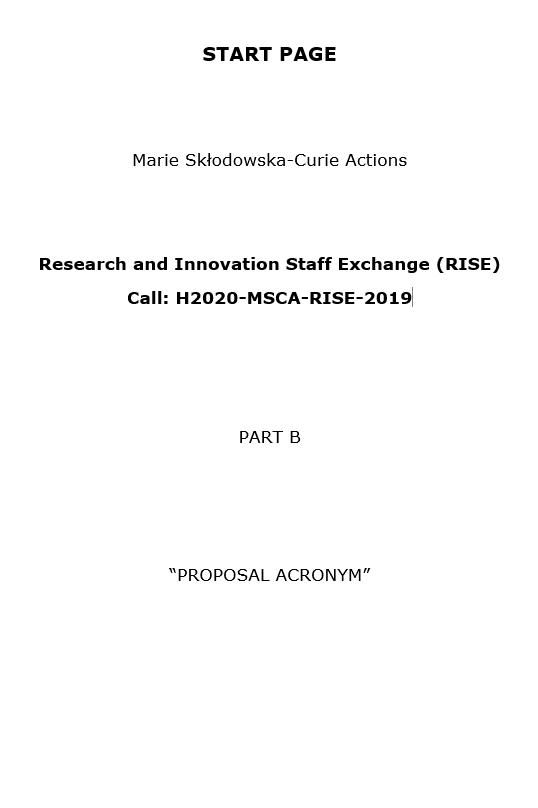 START PAGE
Marie Skłodowska-Curie Actions
Research and Innovation Staff Exchange (RISE)
Call: H2020-MSCA-RISE-2019
PART B
“PROPOSAL ACRONYM”